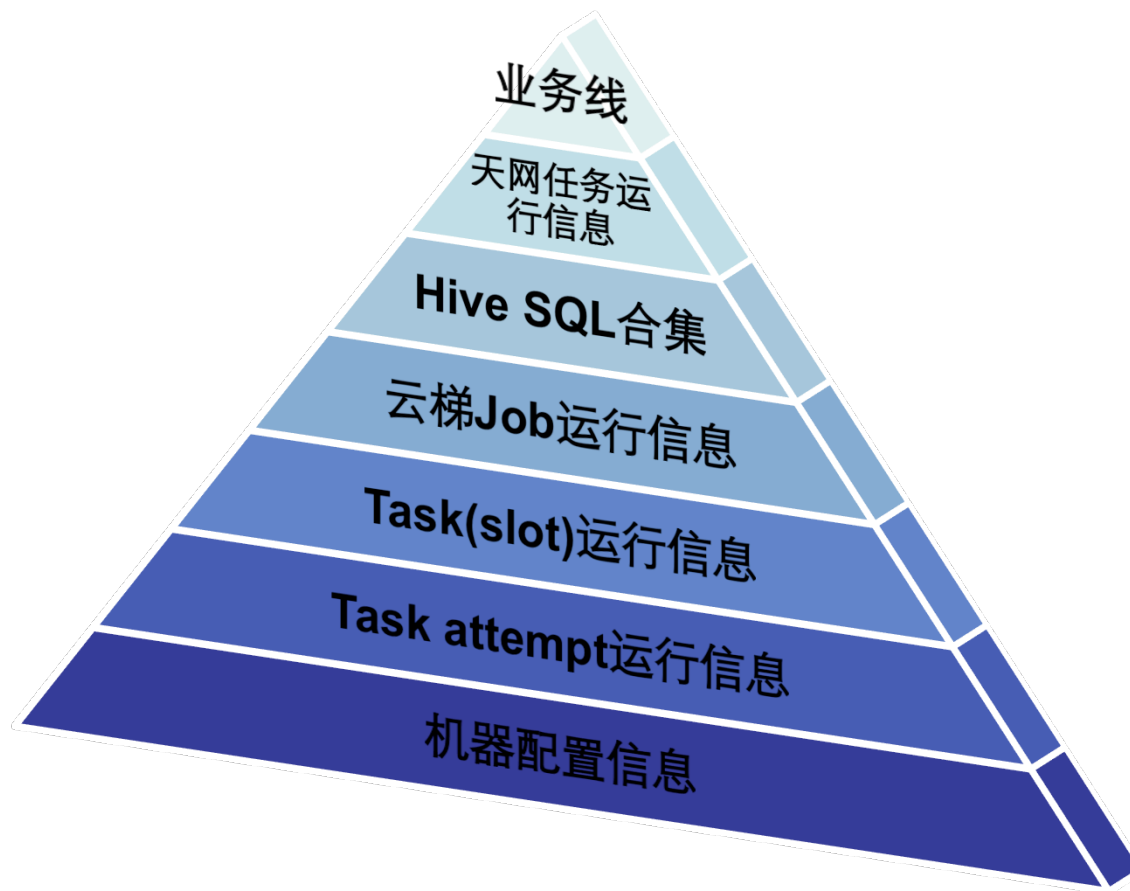 业务线
天网任务运
行信息
Hive SQL合集
云梯Job运行信息
Task(slot)运行信息
Task attempt运行信息
机器配置信息